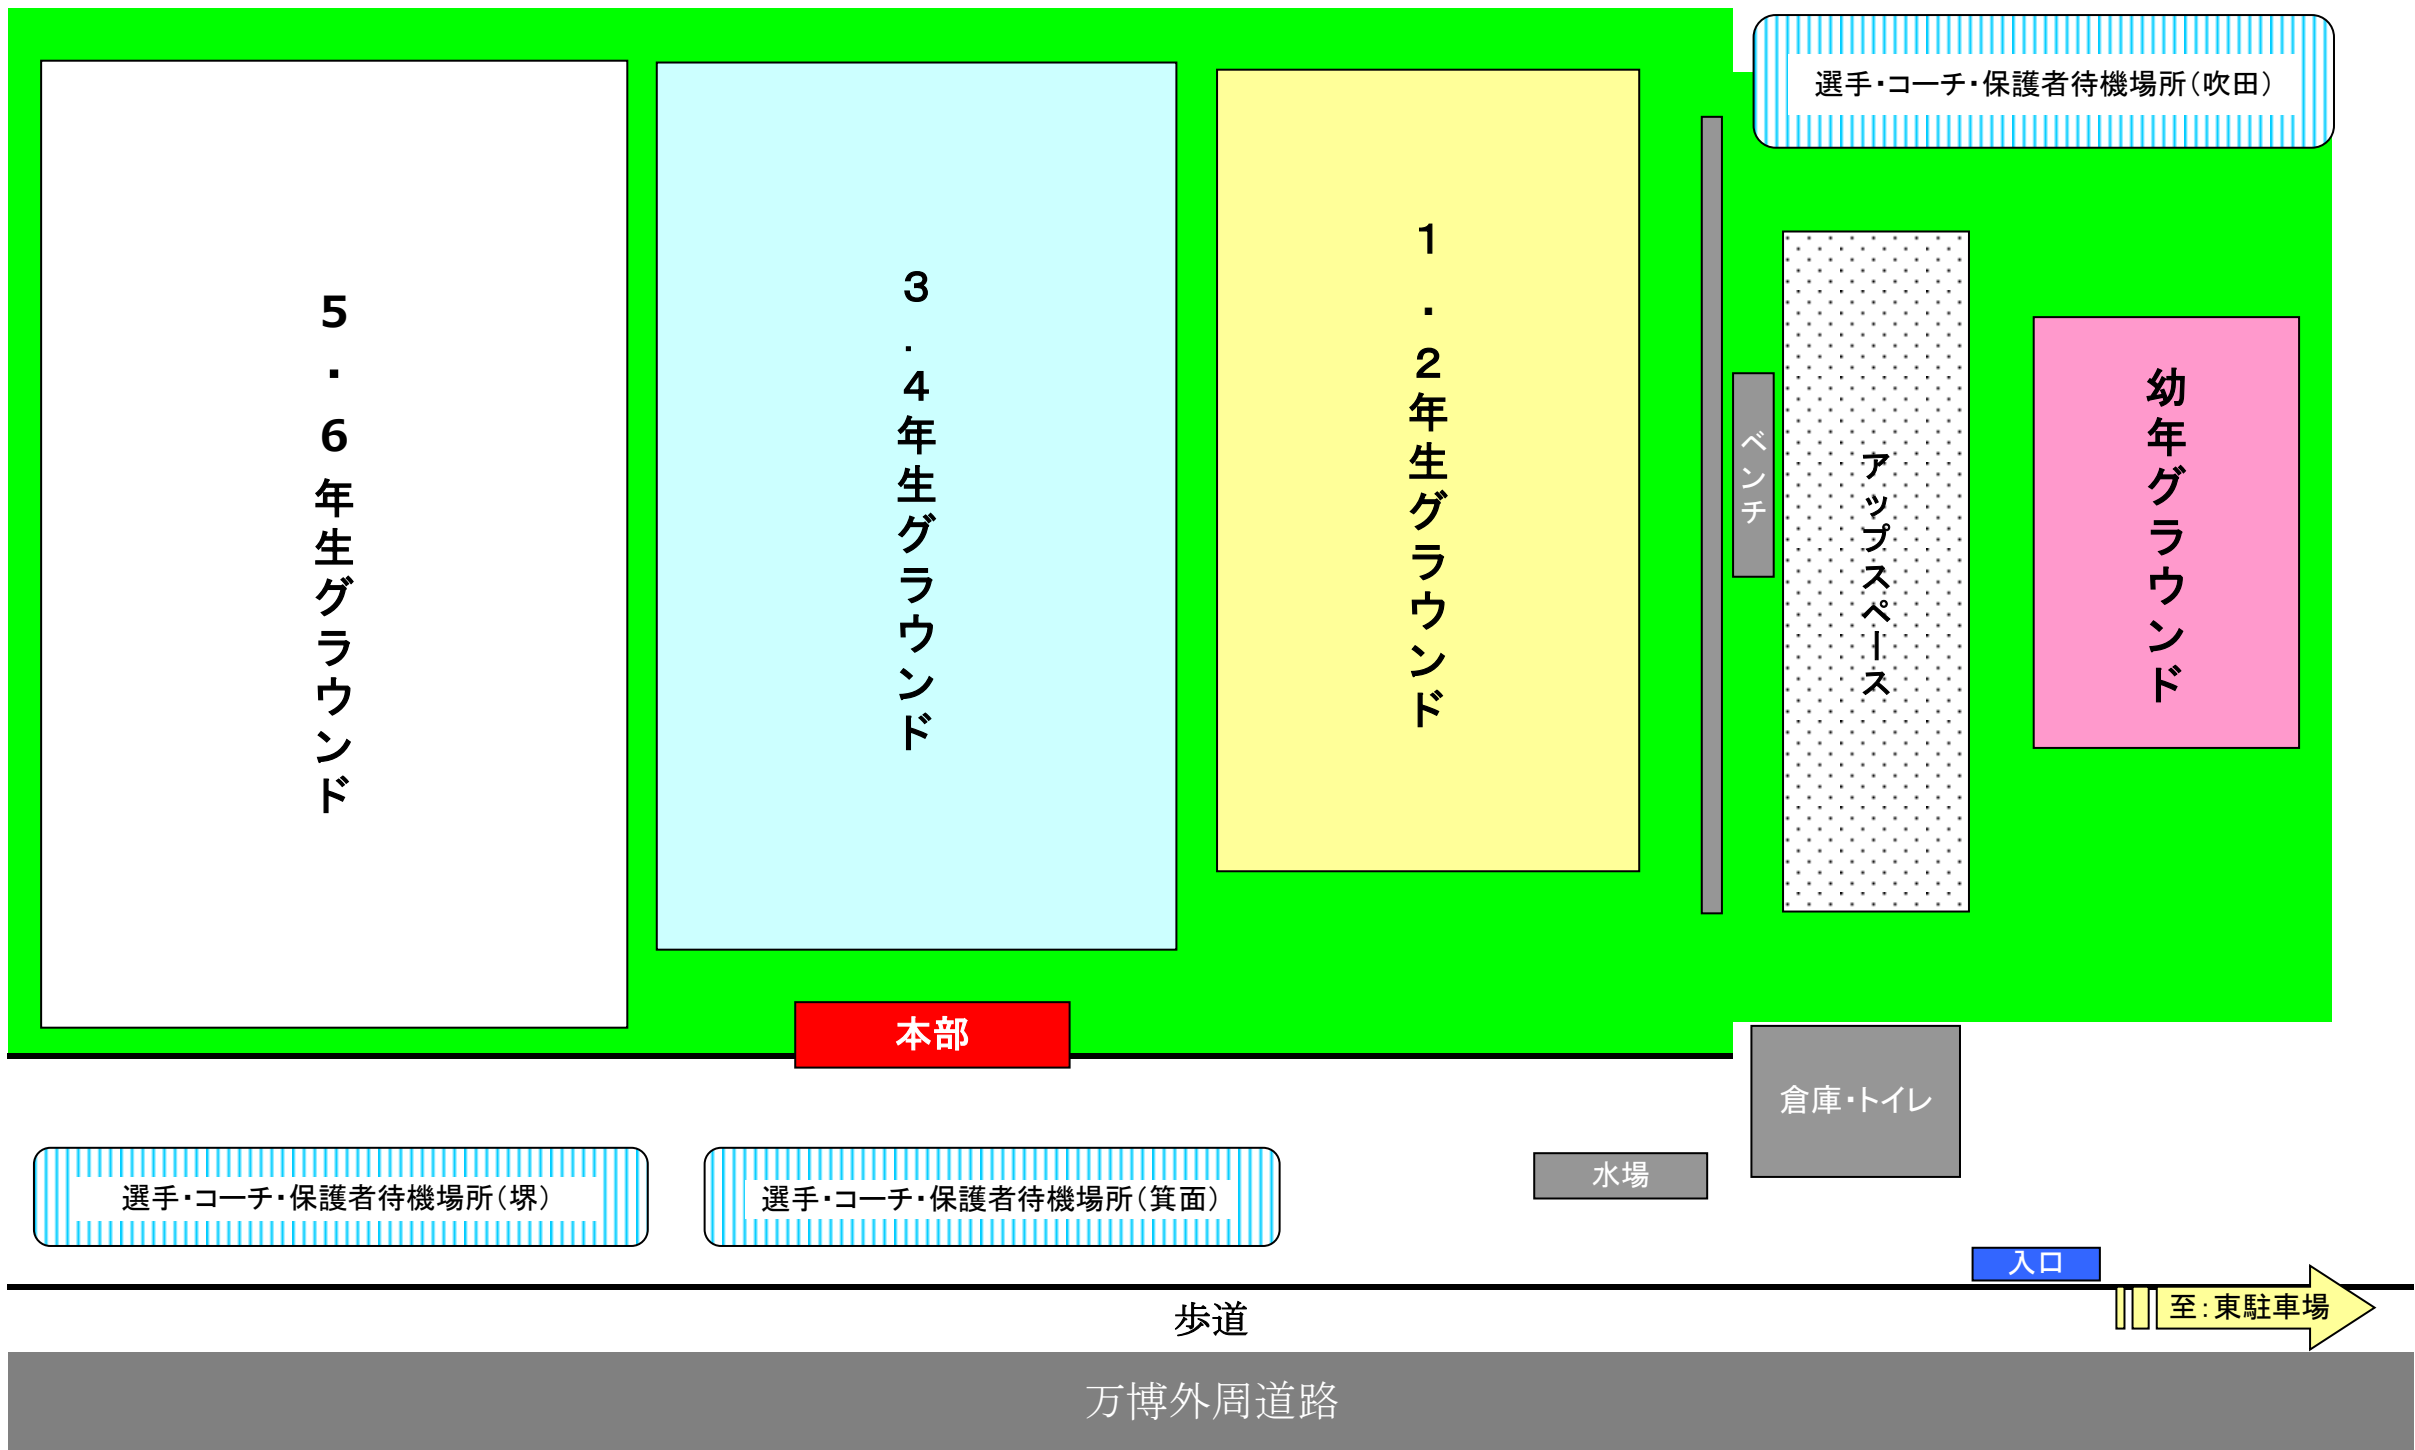 選手・コーチ・保護者待機場所（吹田）
５・６年生グラウンド
３．４年生グラウンド
１．２年生グラウンド
ベンチ
アップスペース
幼年グラウンド
本部
倉庫・トイレ
水場
選手・コーチ・保護者待機場所（堺）
選手・コーチ・保護者待機場所（箕面）
入口
至：東駐車場
歩道
万博外周道路